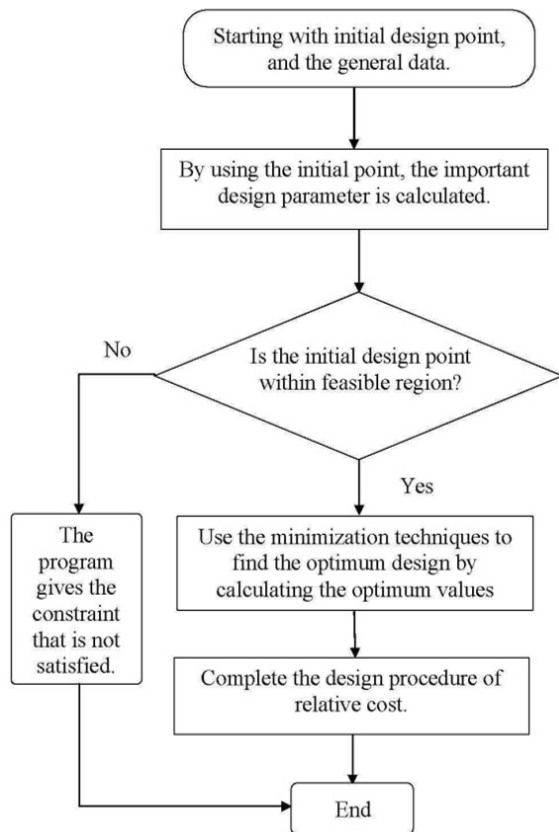 Starting with initial design point,
and the general data.
By using the initial point, the important
design parameter is calculated.
Is the initial design point
within feasible region?
No
Yes
The
program
gives the
constraint
that is not
satisfied.
Use the minimization techniques to
find the optimum design by
calculating the optimum values
Complete the design procedure of
relative cost.
End